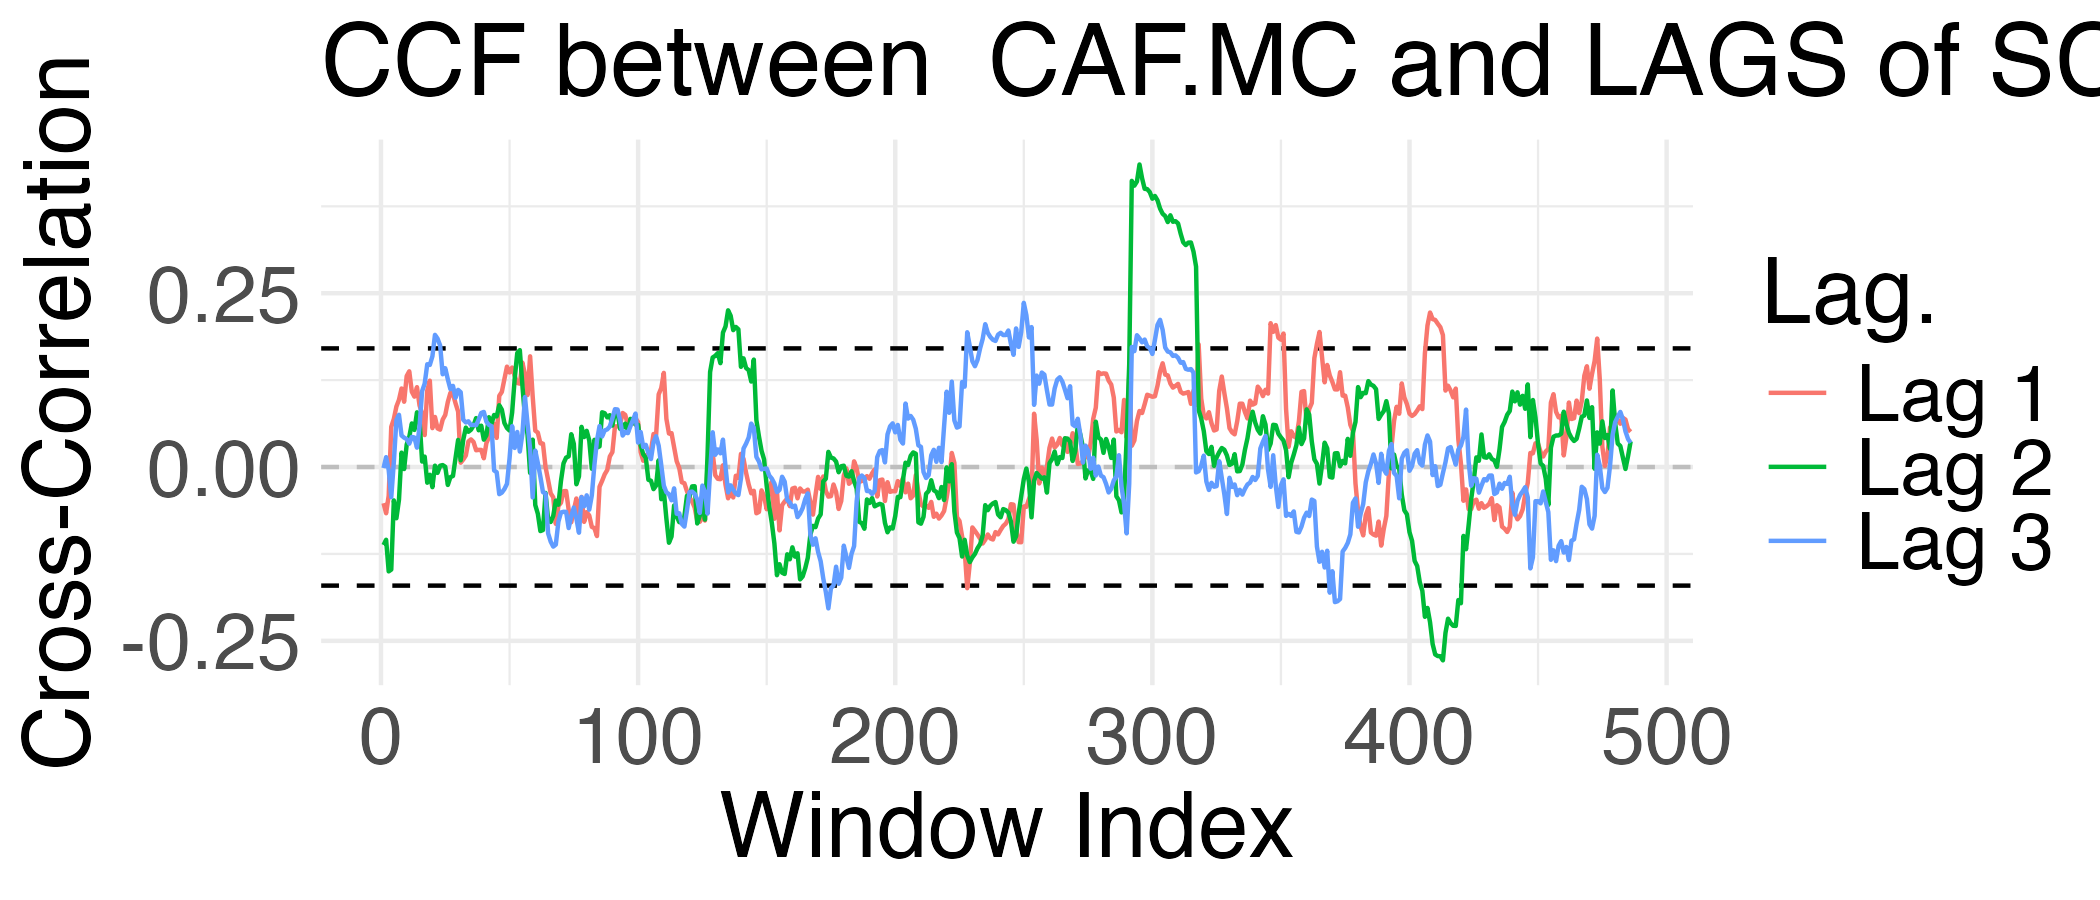 CCF between CAF.MC and LAGS of
Cross-Correlation
0.25
0.00
-0.25
0 100 200 300 400 500
Window Index
Lag.
Lag 1
Lag 2
Lag 3